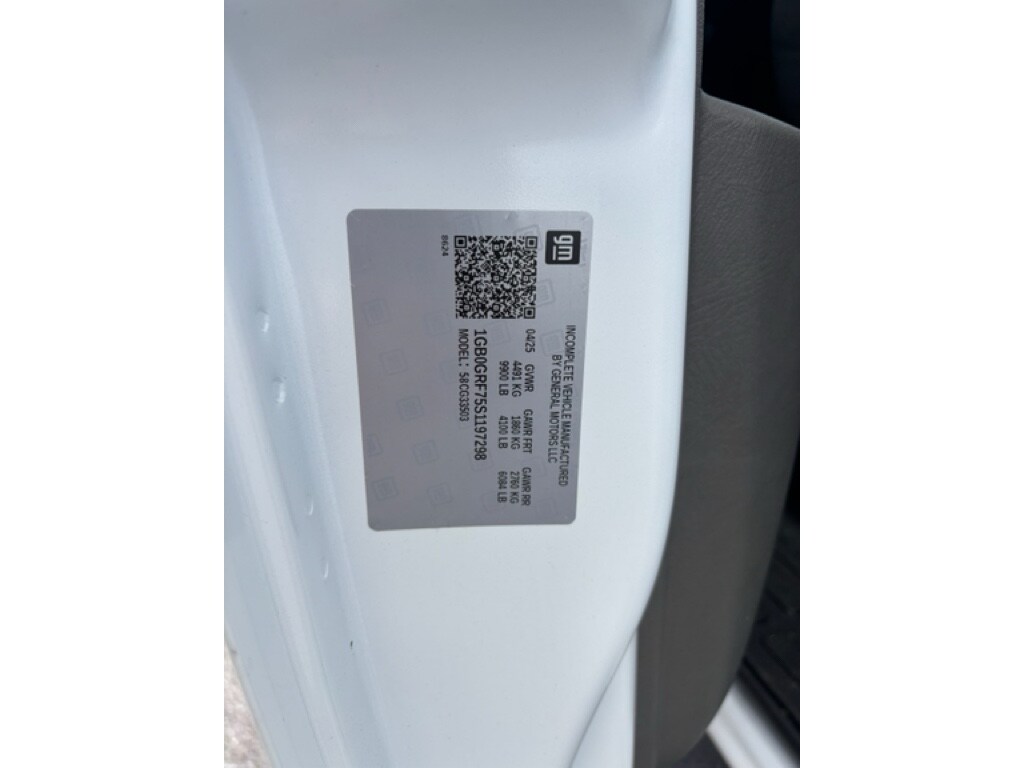 gm
INCOMPLETE VEHICLE MANUFACTURED
BY GENERAL MOTORS LLC
04/25 GVWR GAWR FRT GAWR RR
4491 KG 1860 KG 2760 KG
9900 LB 4100 LB 6084 LB
1GB0GRF75S1197298
MODEL: 58CG33503
B624